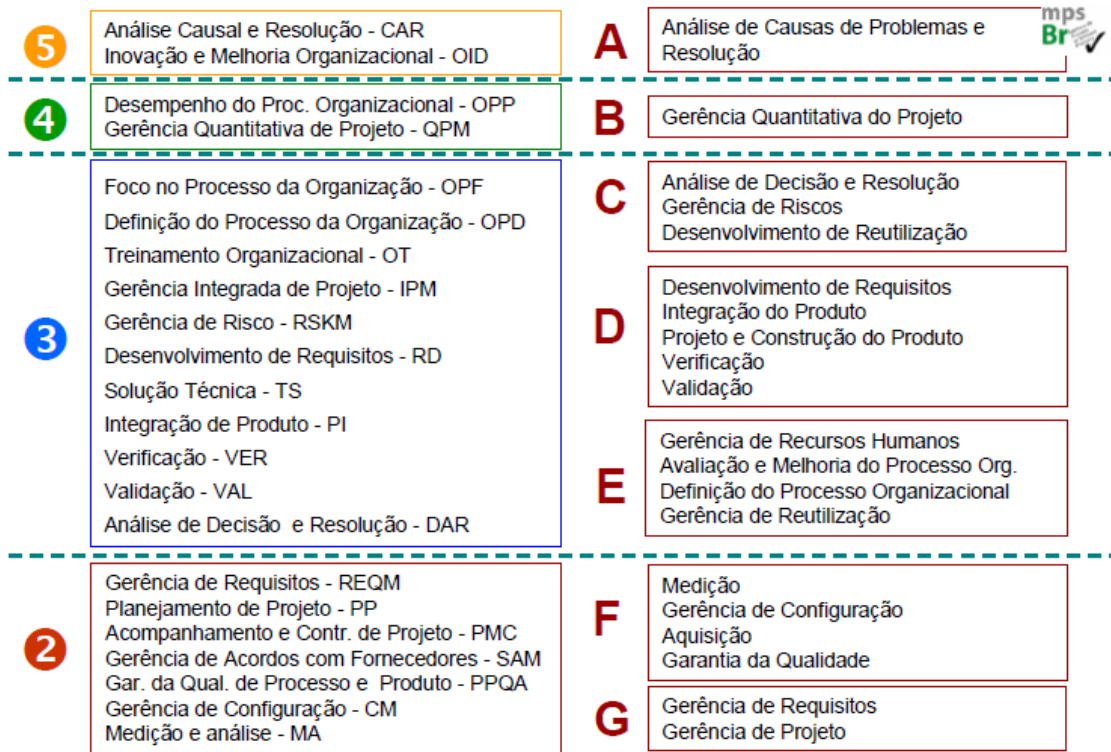 5
Análise Causal e Resolução - CAR
Inovação e Melhoria Organizacional - OID
A
Análise de Causas de Problemas e
Resolução
mps
Br
4
Desempenho do Proc. Organizacional - OPP
Gerência Quantitativa de Projeto - QPM
B
Gerência Quantitativa do Projeto
3
Foco no Processo da Organização - OPF
Definição do Processo da Organização - OPD
Treinamento Organizacional - OT
Gerência Integrada de Projeto - IPM
Gerência de Risco - RSKM
Desenvolvimento de Requisitos - RD
Solução Técnica - TS
Integração de Produto - PI
Verificação - VER
Validação - VAL
Análise de Decisão e Resolução - DAR
C
Análise de Decisão e Resolução
Gerência de Riscos
Desenvolvimento de Reutilização
D
Desenvolvimento de Requisitos
Integração do Produto
Projeto e Construção do Produto
Verificação
Validação
E
Gerência de Recursos Humanos
Avaliação e Melhoria do Processo Org.
Definição do Processo Organizacional
Gerência de Reutilização
2
Gerência de Requisitos - REQM
Planejamento de Projeto - PP
Acompanhamento e Contr. de Projeto - PMC
Gerência de Acordos com Fornecedores - SAM
Gar. da Qual. de Processo e Produto - PPQA
Gerência de Configuração - CM
Medição e análise - MA
F
Medição
Gerência de Configuração
Aquisição
Garantia da Qualidade
G
Gerência de Requisitos
Gerência de Projeto